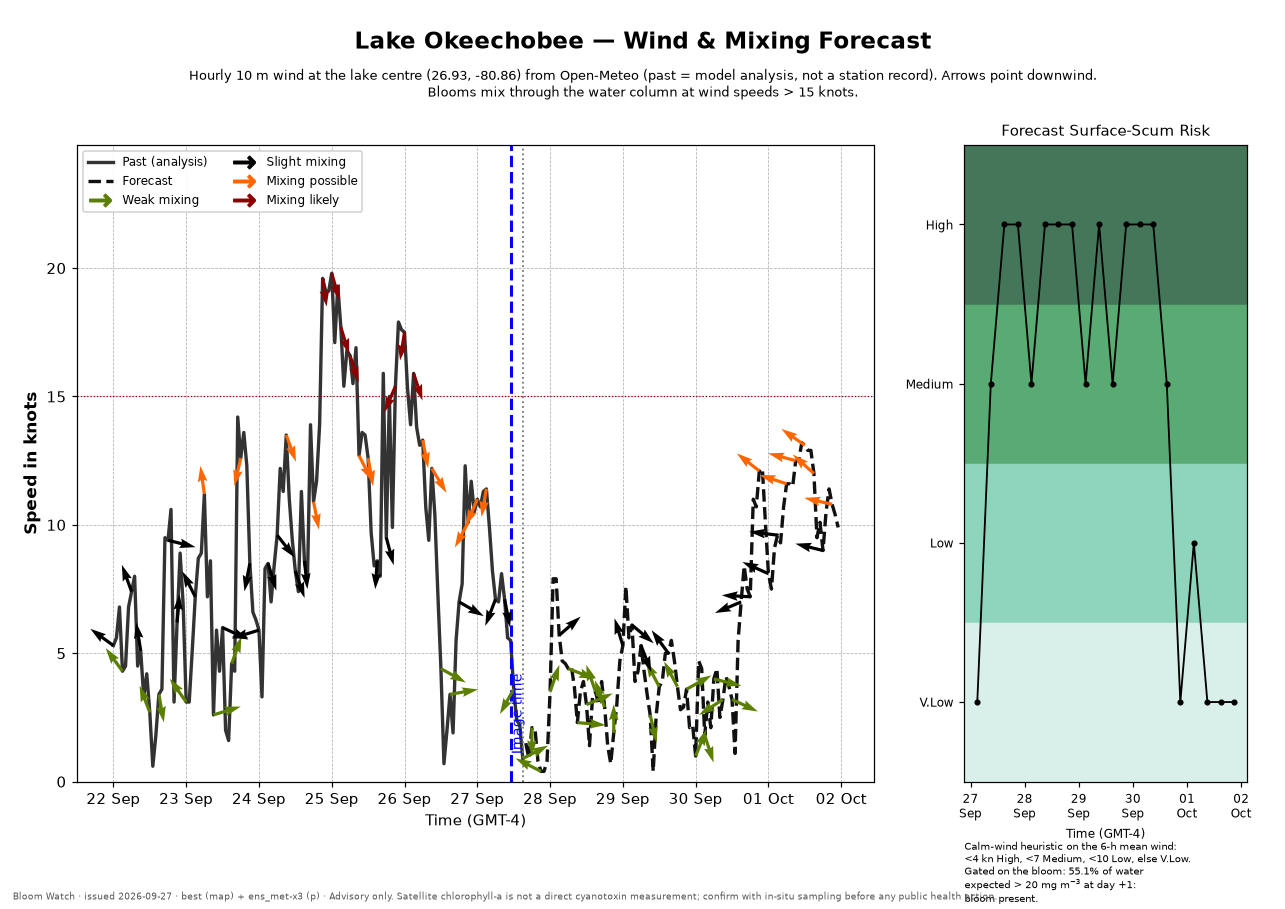 Lake Okeechobee — Wind & Mixing Forecast
Hourly 10 m wind at the lake centre (26.93, -80.86) from Open-Meteo (past = model analysis, not a station record). Arrows point downwind.
Blooms mix through the water column at wind speeds > 15 knots.
Past (analysis)
Forecast
Weak mixing
Slight mixing
Mixing possible
Mixing likely
Speed in knots
20
15
10
5
0
Image time
22 Sep
23 Sep
24 Sep
25 Sep
26 Sep
27 Sep
28 Sep
29 Sep
30 Sep
01 Oct
02 Oct
Time (GMT-4)
Forecast Surface-Scum Risk
High
Medium
Low
V.Low
27 Sep
28 Sep
29 Sep
30 Sep
01 Oct
02 Oct
Time (GMT-4)
Calm-wind heuristic on the 6-h mean wind:
<4 kn High, <7 Medium, <10 Low, else V.Low.
Gated on the bloom: 55.1% of water
expected > 20 mg m⁻³ at day +1:
bloom present.
Bloom Watch · issued 2026-09-27 · best (map) + ens_met-x3 (p) · Advisory only. Satellite chlorophyll-a is not a direct cyanotoxin measurement; confirm with in-situ sampling before any public health action.